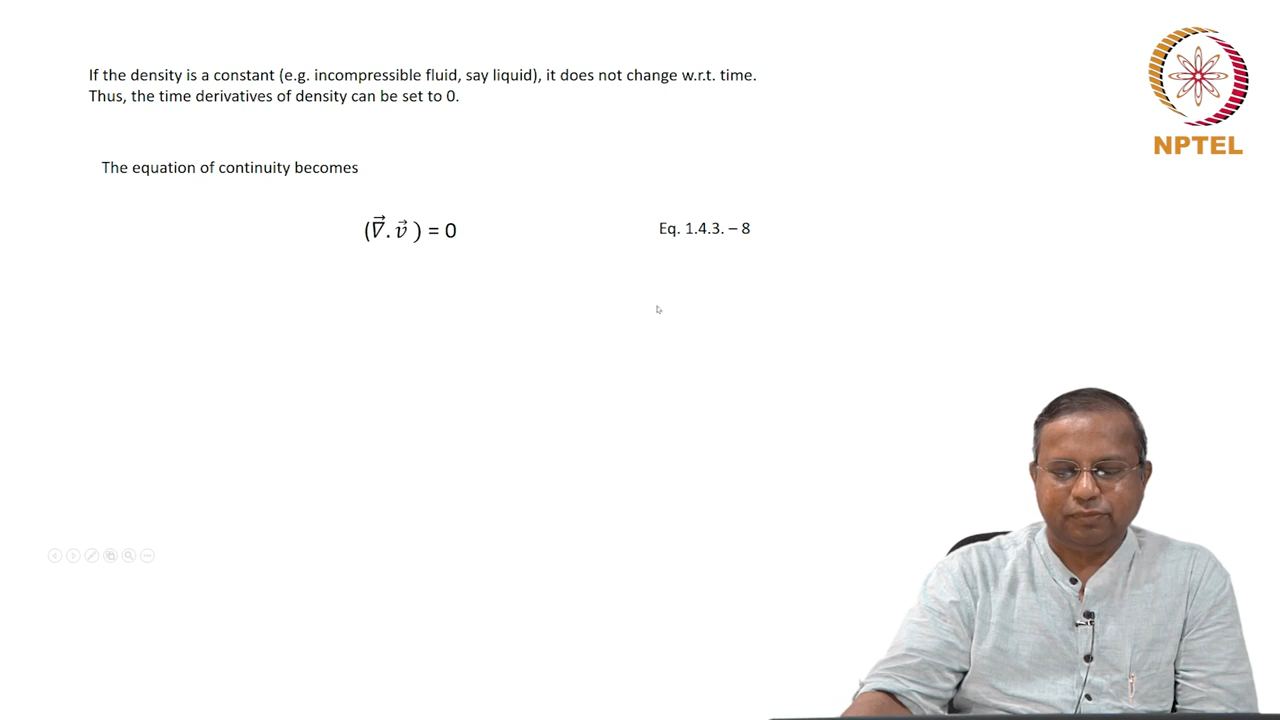 If the density is a constant (e.g. incompressible fluid, say liquid), it does not change w.r.t. time.
Thus, the time derivatives of density can be set to 0.
NPTEL
The equation of continuity becomes
(∇⃗. v⃗ ) = 0 Eq. 1.4.3. – 8